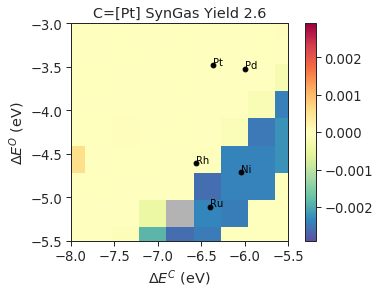 C=[Pt] SynGas Yield 2.6
ΔE^O (eV)
−3.0
−3.5
−4.0
−4.5
−5.0
−5.5
Pt
Pd
Rh
Ni
Ru
−8.0 −7.5 −7.0 −6.5 −6.0 −5.5
ΔE^C (eV)
0.002
0.001
0.000
−0.001
−0.002